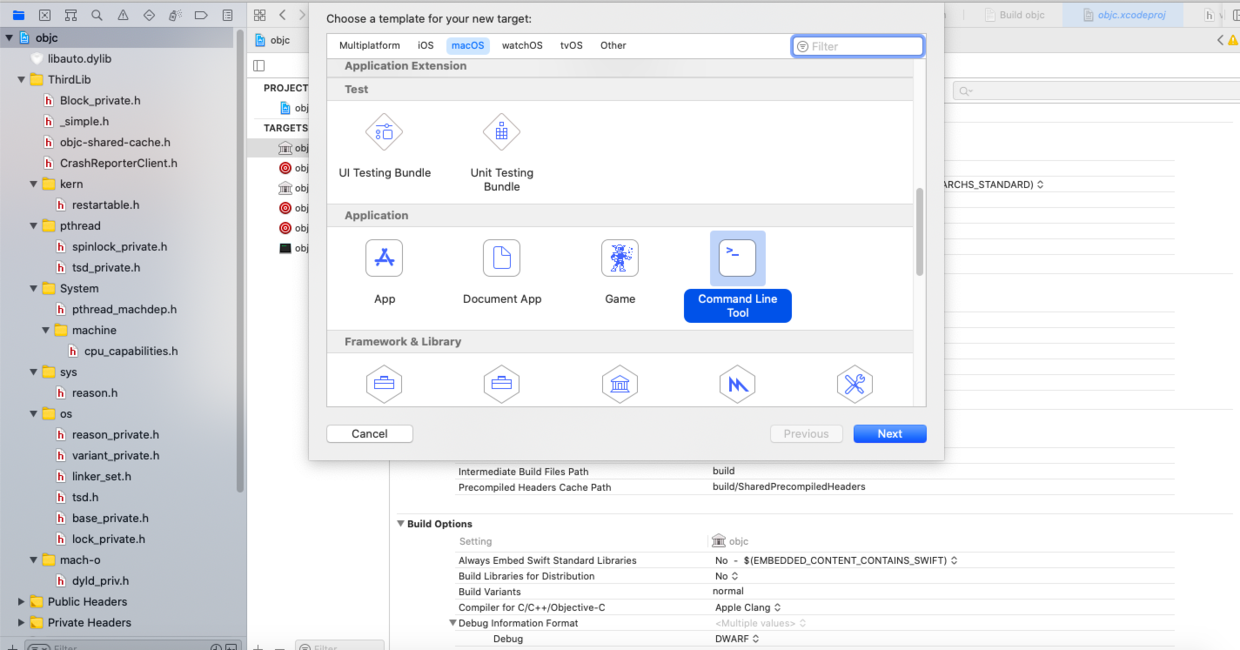 objc
libauto.dylib
ThirdLib
Block_private.h
_simple.h
objc-shared-cache.h
CrashReporterClient.h
kern
restartable.h
pthread
spinlock_private.h
tsd_private.h
System
pthread_machdep.h
machine
cpu_capabilities.h
sys
reason.h
os
reason_private.h
variant_private.h
linker_set.h
tsd.h
base_private.h
lock_private.h
mach-o
dyld_priv.h
Public Headers
Private Headers
Filter
objc
PROJECT
obj
TARGETS
obj
obj
obj
obj
obj
obj
Filter
Choose a template for your new target:
Multiplatform iOS macOS watchOS tvOS Other
Filter
Application Extension
Test
UI Testing Bundle
Unit Testing
Bundle
Application
App
Document App
Game
Command Line
Tool
Framework & Library
Cancel
Previous
Next
Build objc
objc.xcodeproj
h
ARCHS_STANDARD)
Intermediate Build Files Path build
Precompiled Headers Cache Path build/SharedPrecompiledHeaders
Build Options
Setting objc
Always Embed Swift Standard Libraries No - $(EMBEDDED_CONTENT_CONTAINS_SWIFT)
Build Libraries for Distribution No
Build Variants normal
Compiler for C/C++/Objective-C Apple Clang
Debug Information Format <Multiple values>
Debug DWARF